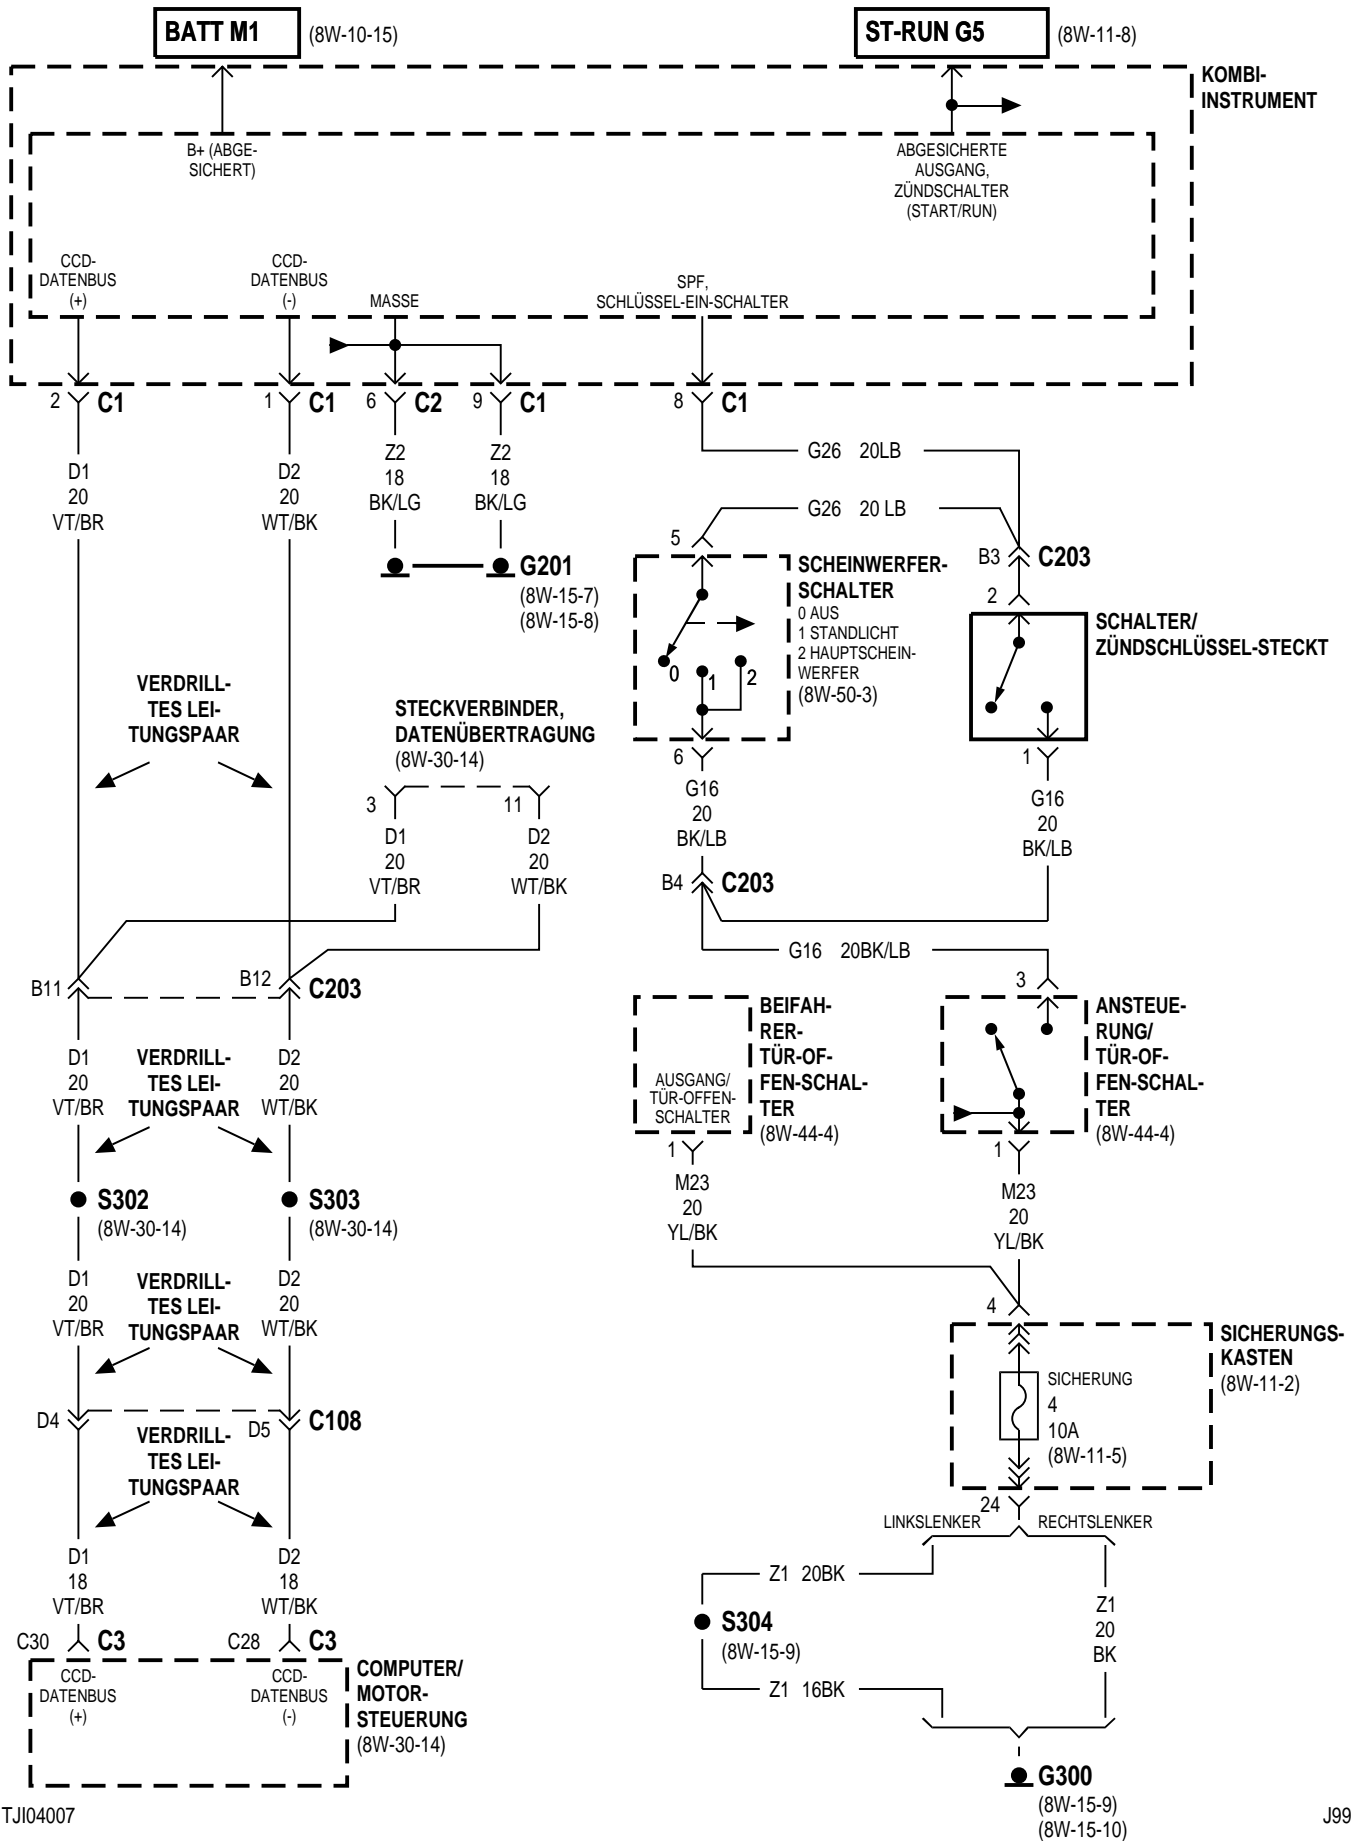 BATT M1 (8W-10-15)
ST-RUN G5 (8W-11-8)
KOMBI-
INSTRUMENT
B+ (ABGE-
SICHERT)
ABGESICHERTE
AUSGANG,
ZÜNDSCHALTER
(START/RUN)
CCD-
DATENBUS
(+)
CCD-
DATENBUS
(-)
MASSE
SPF,
SCHLÜSSEL-EIN-SCHALTER
2 C1
1 C1
6 C2
9 C1
8 C1
D1
20
VT/BR
D2
20
WT/BK
Z2
18
BK/LG
Z2
18
BK/LG
G26 20LB
G26 20 LB
G201
(8W-15-7)
(8W-15-8)
5
SCHEINWERFER-
SCHALTER
0 AUS
1 STANDLICHT
2 HAUPTSCHEIN-
WERFER
(8W-50-3)
0
1
2
6
B3 C203
2
SCHALTER/
ZÜNDSCHLÜSSEL-STECKT
1
VERDRILL-
TES LEI-
TUNGSPAAR
STECKVERBINDER,
DATENÜBERTRAGUNG
(8W-30-14)
3
11
D1
20
VT/BR
D2
20
WT/BK
G16
20
BK/LB
G16
20
BK/LB
B4 C203
G16 20BK/LB
B11
B12 C203
D1
20
VT/BR
VERDRILL-
TES LEI-
TUNGSPAAR
D2
20
WT/BK
BEIFAH-
RER-
TÜR-OF-
FEN-SCHAL-
TER
(8W-44-4)
AUSGANG/
TÜR-OFFEN-
SCHALTER
1
3
ANSTEUE-
RUNG/
TÜR-OF-
FEN-SCHAL-
TER
(8W-44-4)
1
M23
20
YL/BK
M23
20
YL/BK
S302
(8W-30-14)
S303
(8W-30-14)
D1
20
VT/BR
VERDRILL-
TES LEI-
TUNGSPAAR
D2
20
WT/BK
4
SICHERUNGS-
KASTEN
(8W-11-2)
SICHERUNG
4
10A
(8W-11-5)
24
D4
D5 C108
VERDRILL-
TES LEI-
TUNGSPAAR
LINKSLENKER
RECHTSLENKER
D1
18
VT/BR
D2
18
WT/BK
Z1 20BK
S304
(8W-15-9)
Z1 16BK
Z1
20
BK
C30 C3
C28 C3
CCD-
DATENBUS
(+)
CCD-
DATENBUS
(-)
COMPUTER/
MOTOR-
STEUERUNG
(8W-30-14)
G300
(8W-15-9)
(8W-15-10)
TJI04007
J99